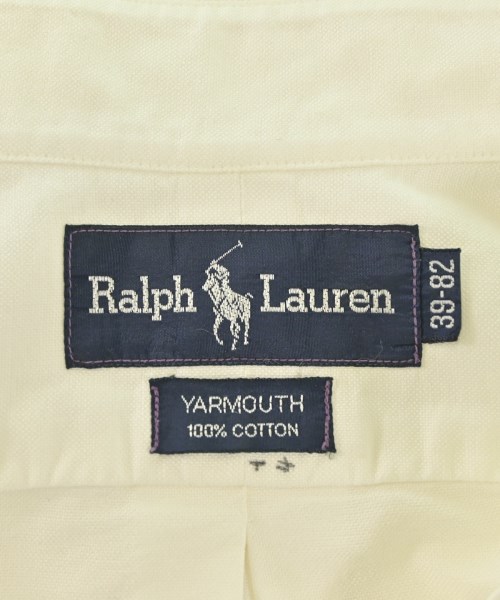 Ralph Lauren
39-82
YARMOUTH
100% COTTON